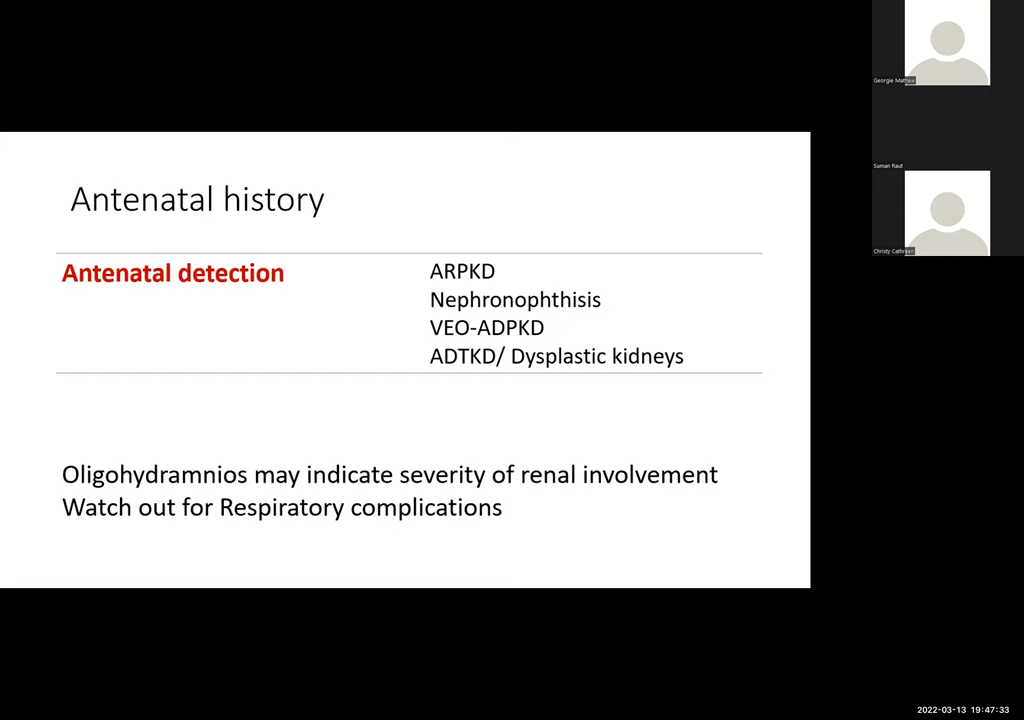 Antenatal history
Antenatal detection
ARPKD
Nephronophthisis
VEO-ADPKD
ADTKD/ Dysplastic kidneys
Oligohydramnios may indicate severity of renal involvement
Watch out for Respiratory complications
Georgie Mathew
Suman Raut
Christy Cathreen
2022-03-13 19:47:33